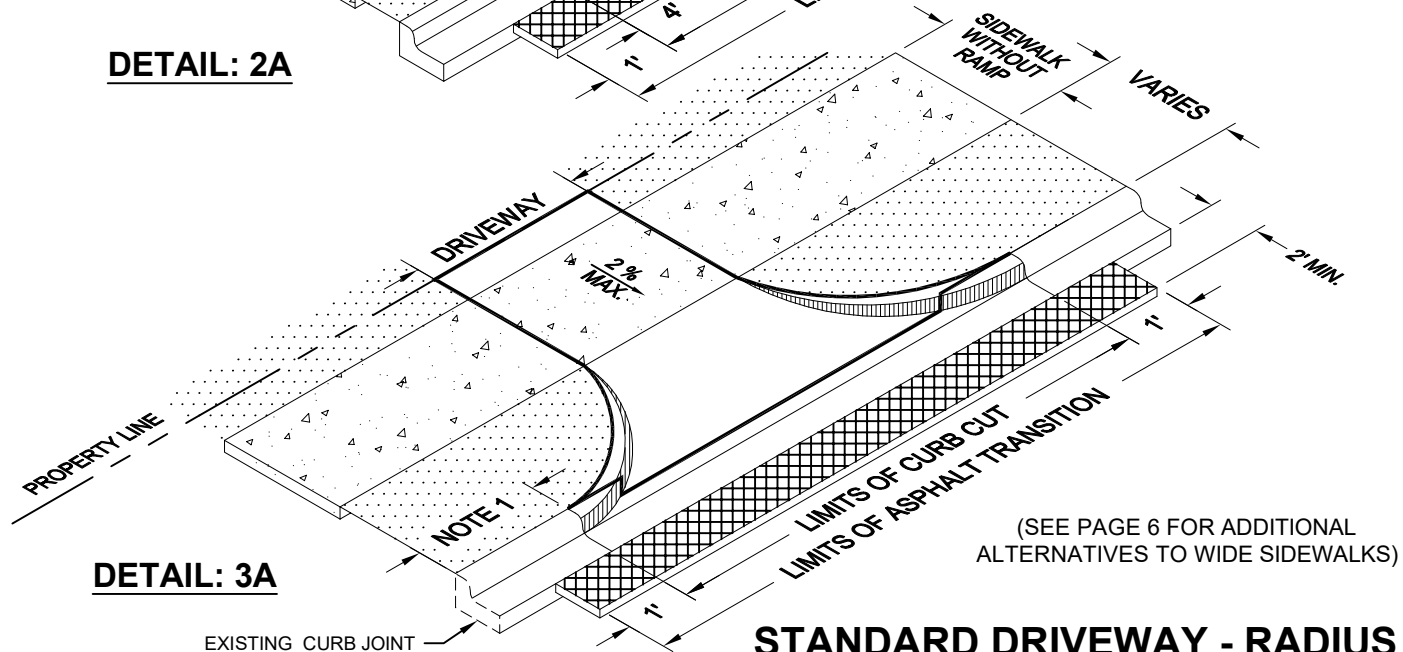 4'
1'
DETAIL: 2A
SIDEWALK
WITHOUT
RAMP
VARIES
DRIVEWAY
2 %
MAX.
2' MIN.
1'
PROPERTY LINE
NOTE 1
LIMITS OF CURB CUT
LIMITS OF ASPHALT TRANSITION
(SEE PAGE 6 FOR ADDITIONAL
ALTERNATIVES TO WIDE SIDEWALKS)
DETAIL: 3A
1'
EXISTING CURB JOINT
STANDARD DRIVEWAY - RADIUS